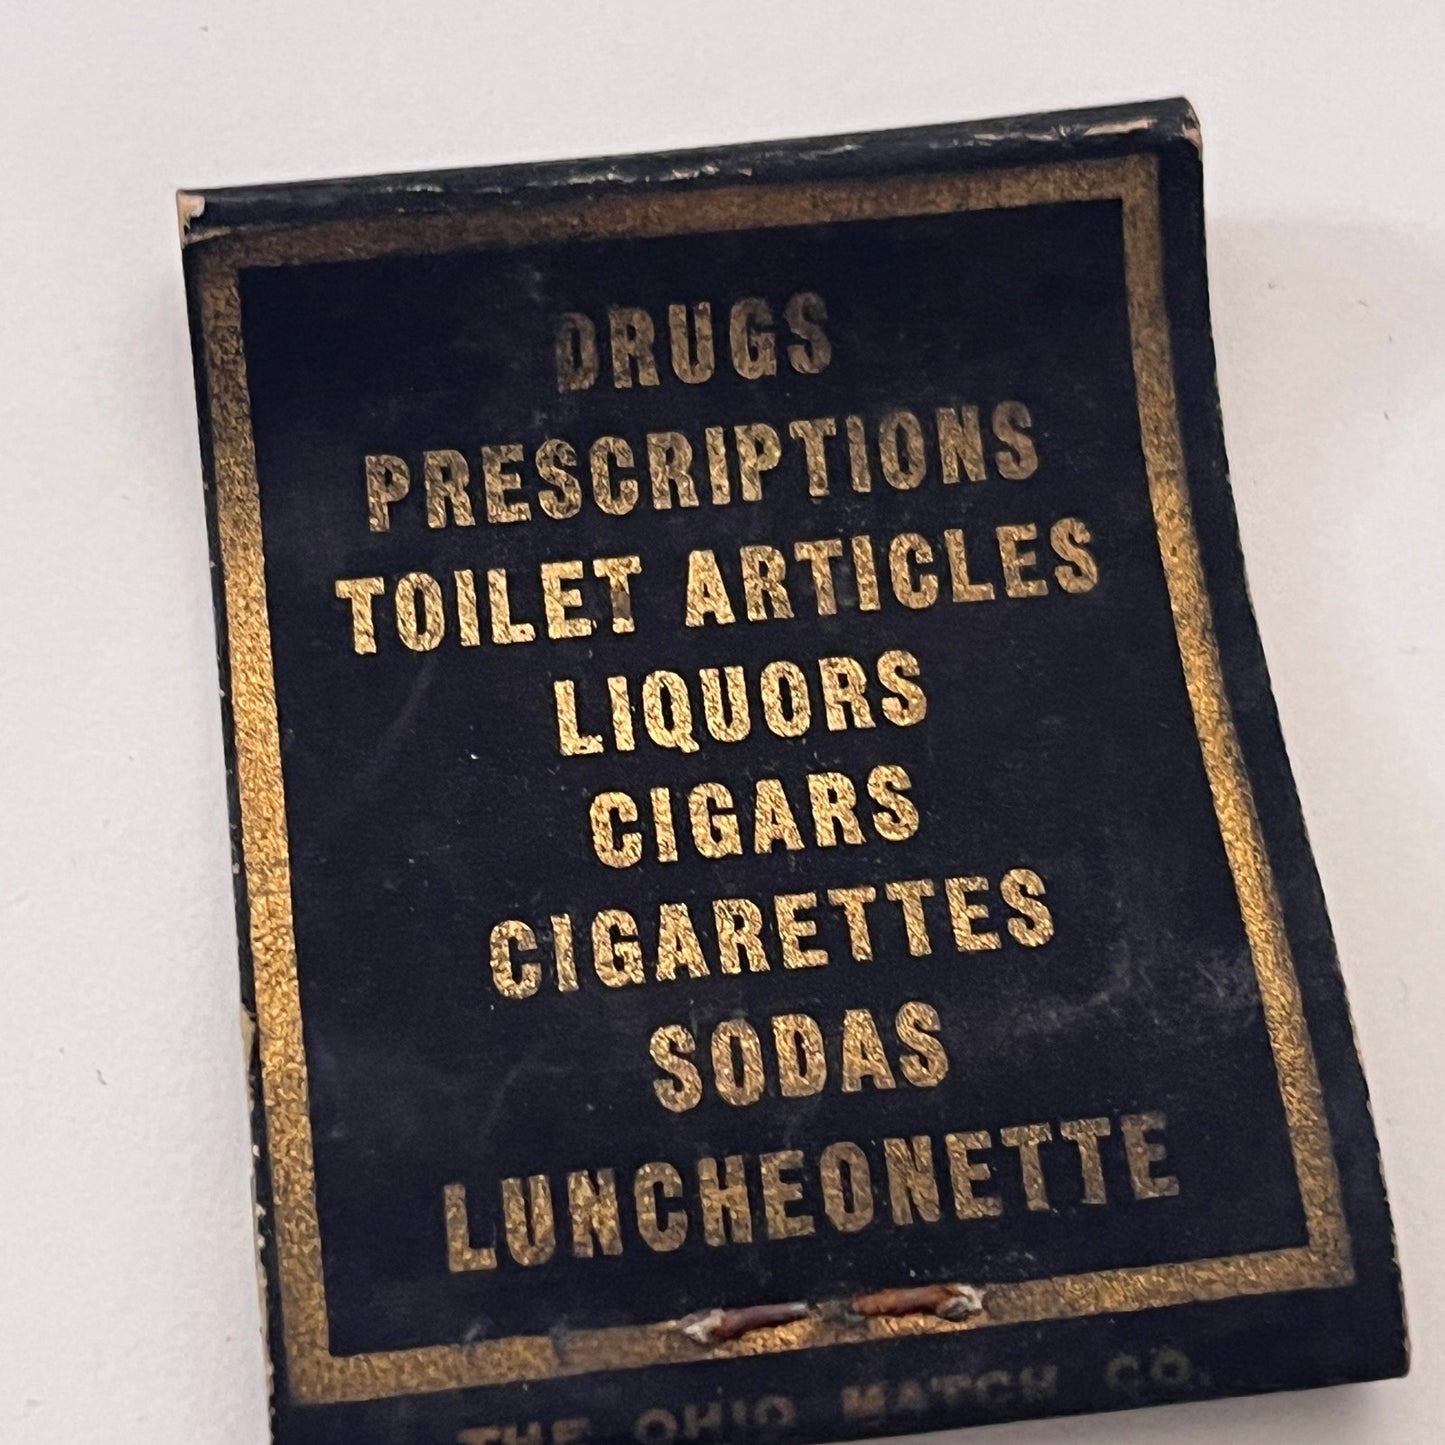 DRUGS
PRESCRIPTIONS
TOILET ARTICLES
LIQUORS
CIGARS
CIGARETTES
SODAS
LUNCHEONETTE
THE OHIO MATCH CO.